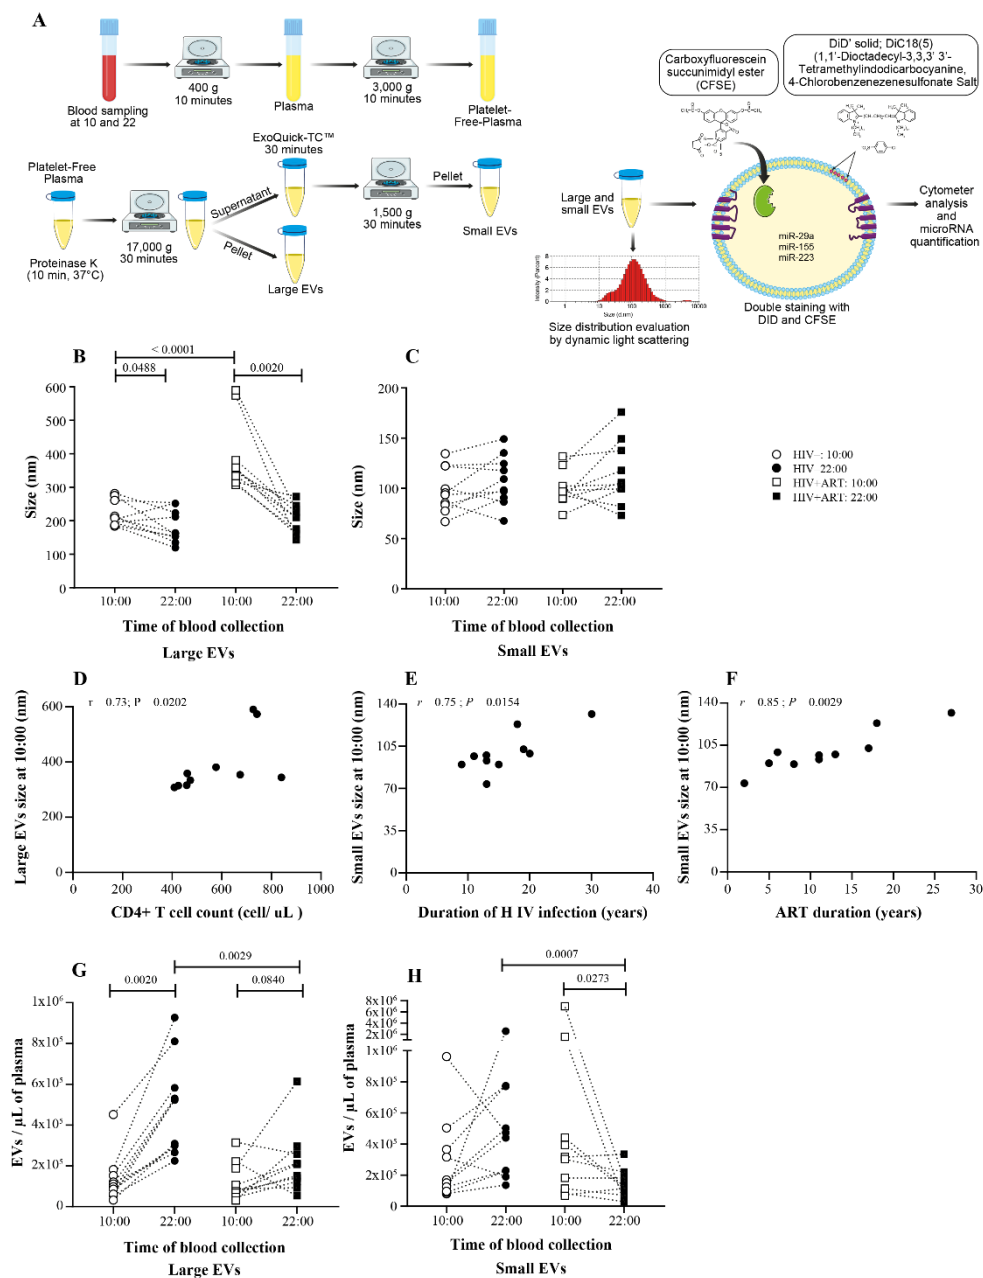 A
Blood sampling
at 10 and 22
400 g
10 minutes
Plasma
3,000 g
10 minutes
Platelet-
Free-Plasma
Platelet-Free
Plasma
Proteinase K
(10 min, 37°C)
17,000 g
30 minutes
Supernatant
Pellet
ExoQuick-TC™
30 minutes
Large EVs
1,500 g
30 minutes
Pellet
Small EVs
Carboxyfluorescein
succinimidyl ester
(CFSE)
DiD' solid; DiC18(5)
(1,1'-Dioctadecyl-3,3,3' 3'-
Tetramethylindodicarbocyanine,
4-Chlorobenzenezenesulfonate Salt
Large and
small EVs
miR-29a
miR-155
miR-223
Double staining with
DID and CFSE
Cytometer
analysis
and
microRNA
quantification
Intensity (Percent)
8
6
4
2
0
1
10
100
1000
10000
Size (d.nm)
Size distribution evaluation
by dynamic light scattering
B
< 0.0001
0.0488
0.0020
Size (nm)
600
500
400
300
200
100
0
10:00
22:00
10:00
22:00
Time of blood collection
Large EVs
C
Size (nm)
200
150
100
50
0
10:00
22:00
10:00
22:00
Time of blood collection
Small EVs
HIV–: 10:00
HIV 22:00
HIV+ART: 10:00
HIV+ART: 22:00
D
r 0.73; P 0.0202
Large EVs size at 10:00 (nm)
600
400
200
0
0
200
400
600
800
1000
CD4+ T cell count (cell/ uL )
E
r 0.75 ; P 0.0154
Small EVs size at 10:00 (nm)
140
105
70
35
0
0
10
20
30
40
Duration of H IV infection (years)
F
r 0.85; P 0.0029
Small EVs size at 10:00 (nm)
140
105
70
35
0
0
5
10
15
20
25
30
ART duration (years)
G
0.0029
0.0020
0.0840
EVs / µL of plasma
1x10⁶
8x10⁵
6x10⁵
4x10⁵
2x10⁵
0
10:00
22:00
10:00
22:00
Time of blood collection
Large EVs
H
0.0007
0.0273
EVs / µL of plasma
8x10⁶
6x10⁶
4x10⁶
2x10⁶
1x10⁶
8x10⁵
6x10⁵
4x10⁵
2x10⁵
0
10:00
22:00
10:00
22:00
Time of blood collection
Small EVs